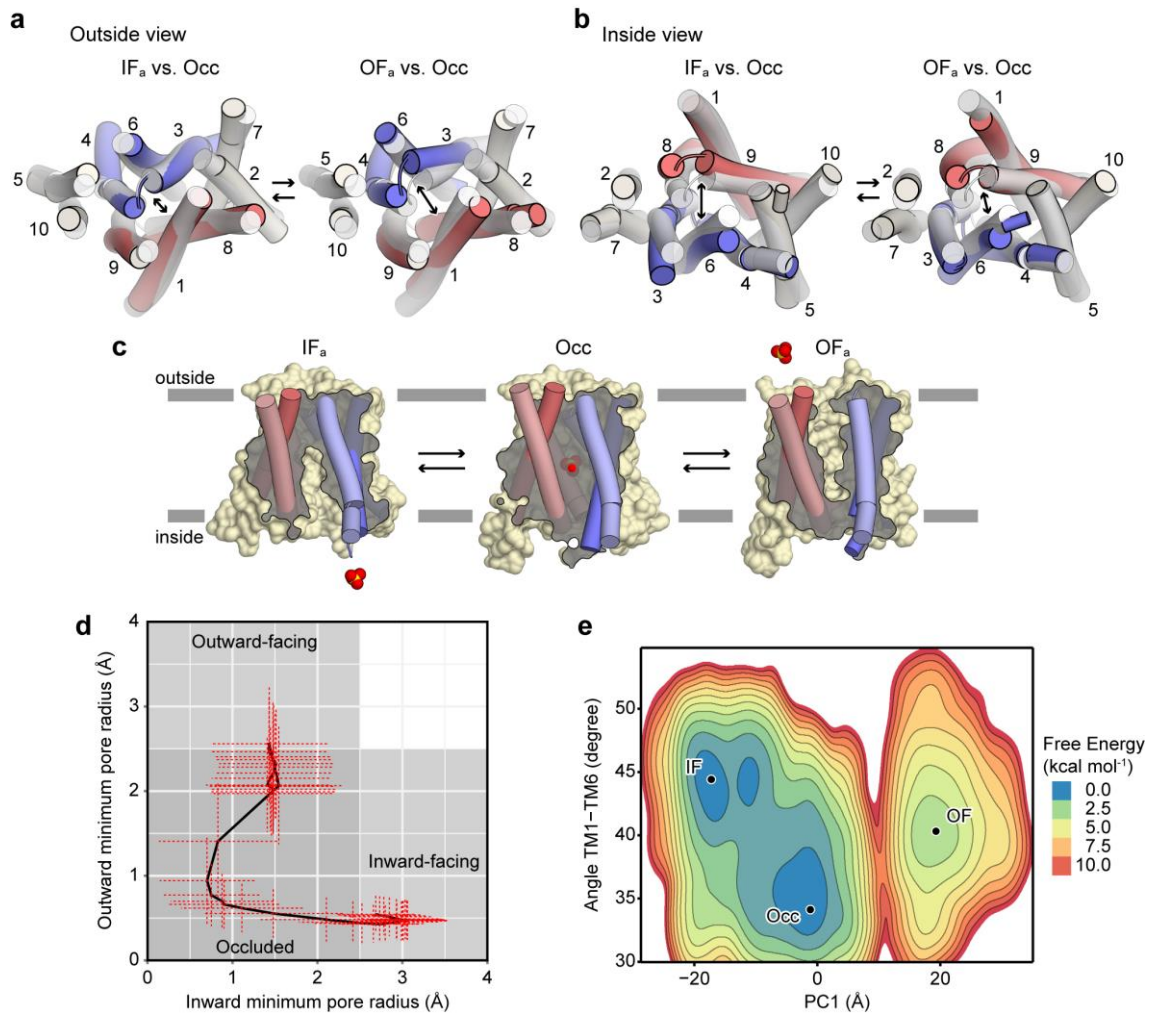 a
Outside view
IFa vs. Occ
OFa vs. Occ
4
6
3
7
5
2
10
8
9
1
6
3
7
4
5
2
10
8
9
1
b
Inside view
IFa vs. Occ
OFa vs. Occ
1
8
9
10
2
7
6
4
3
5
1
2
8
9
10
7
3
6
4
5
c
IFa
Occ
OFa
outside
inside
d
4
Outward-facing
3
2
Inward-facing
1
Occluded
0
0
1
2
3
4
Outward minimum pore radius (Å)
Inward minimum pore radius (Å)
e
50
45
40
35
30
IF
OF
Occ
−20
0
20
Angle TM1−TM6 (degree)
PC1 (Å)
Free Energy
(kcal mol⁻¹)
0.0
2.5
5.0
7.5
10.0